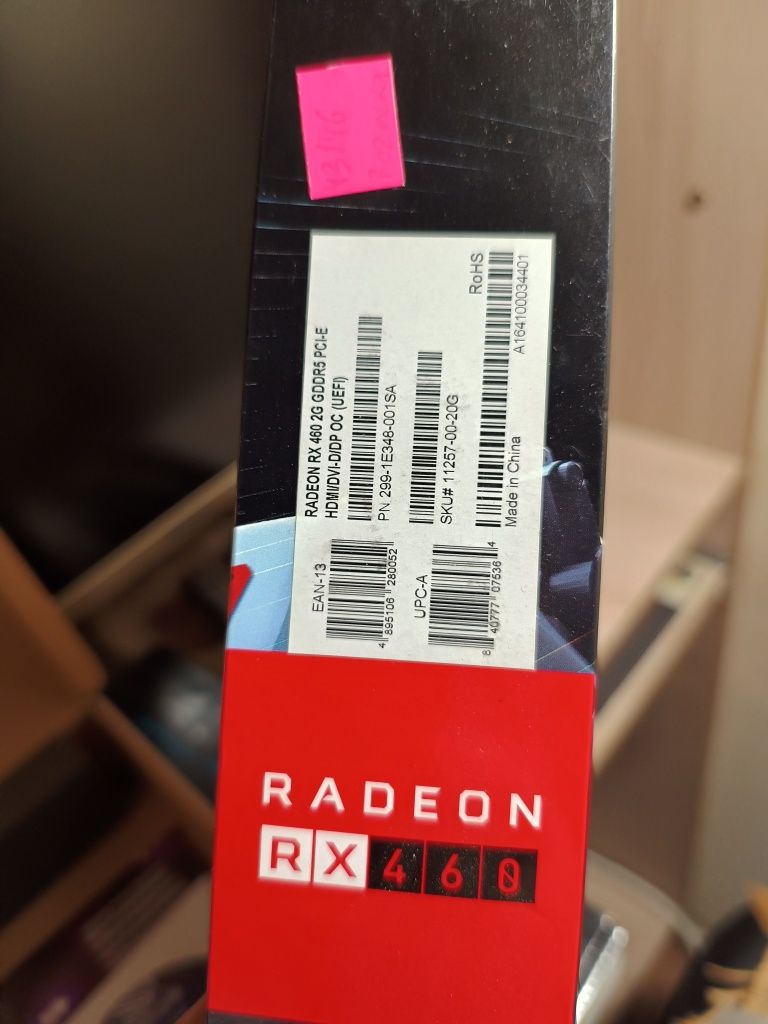 RADEON RX 460 2G GDDR5 PCI-E
HDMI/DVI-D/DP OC (UEFI)
PN 299-1E348-001SA
SKU# 11257-00-20G
RoHS
A164100034401
Made in China
EAN-13
4 895106 280052
UPC-A
8 40777 07536 4
RADEON
RX 460